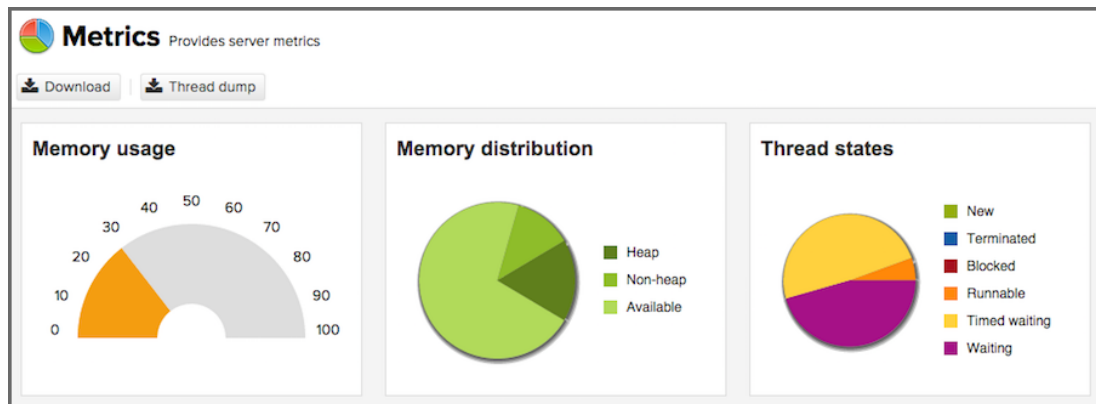 Metrics Provides server metrics
Download Thread dump
Memory usage
0
10
20
30
40
50
60
70
80
90
100
Memory distribution
Heap
Non-heap
Available
Thread states
New
Terminated
Blocked
Runnable
Timed waiting
Waiting